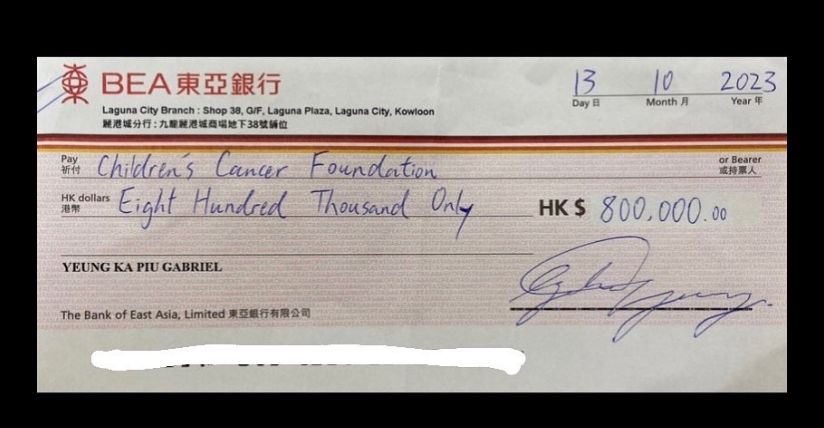 BEA 東亞銀行
Laguna City Branch : Shop 38, G/F, Laguna Plaza, Laguna City, Kowloon
麗港城分行 : 九龍麗港城商場地下38號舖位
13 10 2023
Day 日 Month 月 Year 年
Pay 祈付 Children's Cancer Foundation or Bearer 或持票人
HK dollars 港幣 Eight Hundred Thousand Only HK $ 800,000.00
YEUNG KA PIU GABRIEL
The Bank of East Asia, Limited 東亞銀行有限公司